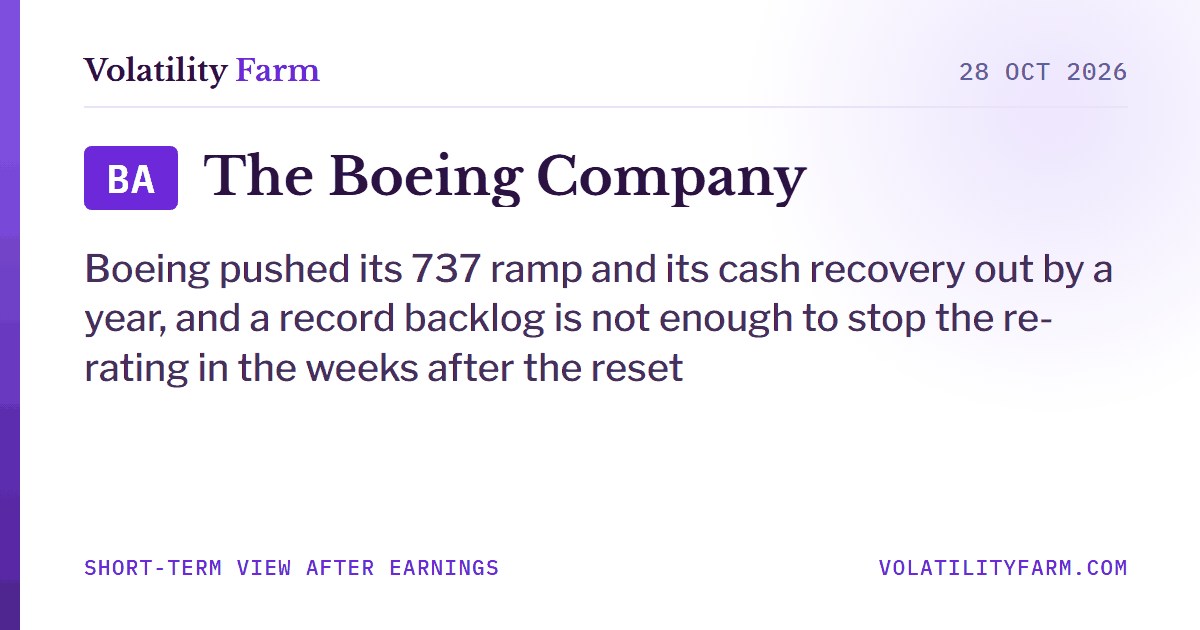 Volatility Farm
28 OCT 2026
BA
The Boeing Company
Boeing pushed its 737 ramp and its cash recovery out by a
year, and a record backlog is not enough to stop the re-
rating in the weeks after the reset
SHORT-TERM VIEW AFTER EARNINGS
VOLATILITYFARM.COM